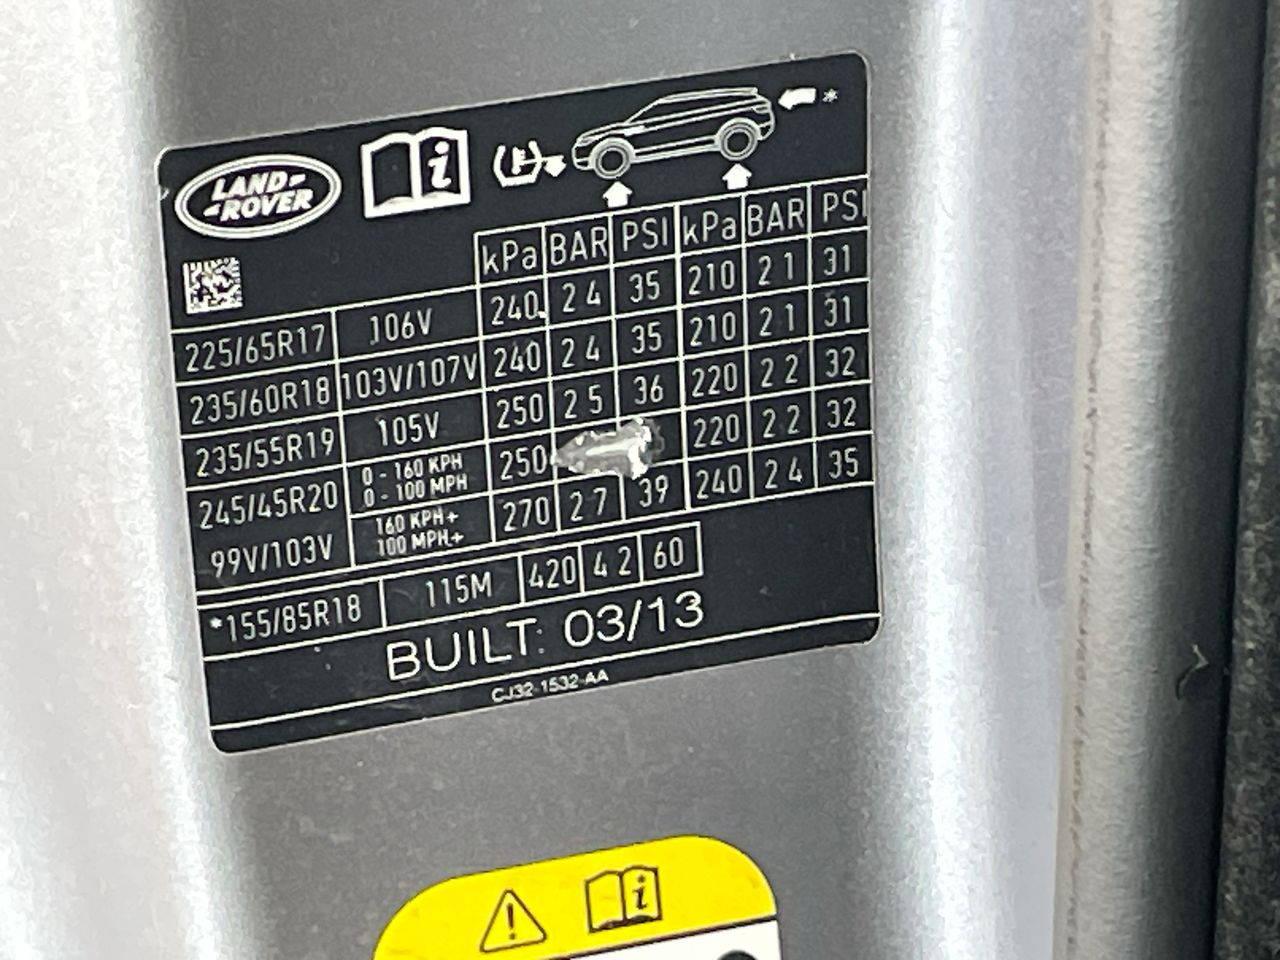 LAND-
-ROVER
i
kPa BAR PSI kPa BAR PSI
225/65R17 106V 240 2 4 35 210 2 1 31
235/60R18 103V/107V 240 2 4 35 210 2 1 31
235/55R19 105V 250 2 5 36 220 2 2 32
245/45R20 0 - 160 KPH 250 220 2 2 32
0 - 100 MPH
99V/103V 160 KPH+ 270 2 7 39 240 2 4 35
100 MPH+
*155/85R18 115M 420 4 2 60
BUILT: 03/13
CJ32-1532-AA
i